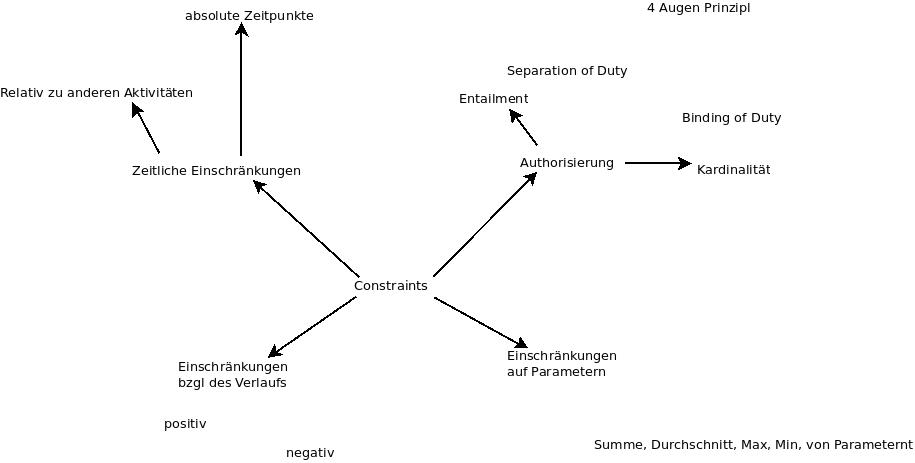 4 Augen Prinzipl
absolute Zeitpunkte
Separation of Duty
Relativ zu anderen Aktivitäten
Entailment
Binding of Duty
Zeitliche Einschränkungen
Authorisierung
Kardinalität
Constraints
Einschränkungen
auf Parametern
Einschränkungen
bzgl des Verlaufs
positiv
negativ
Summe, Durchschnitt, Max, Min, von Parameternt